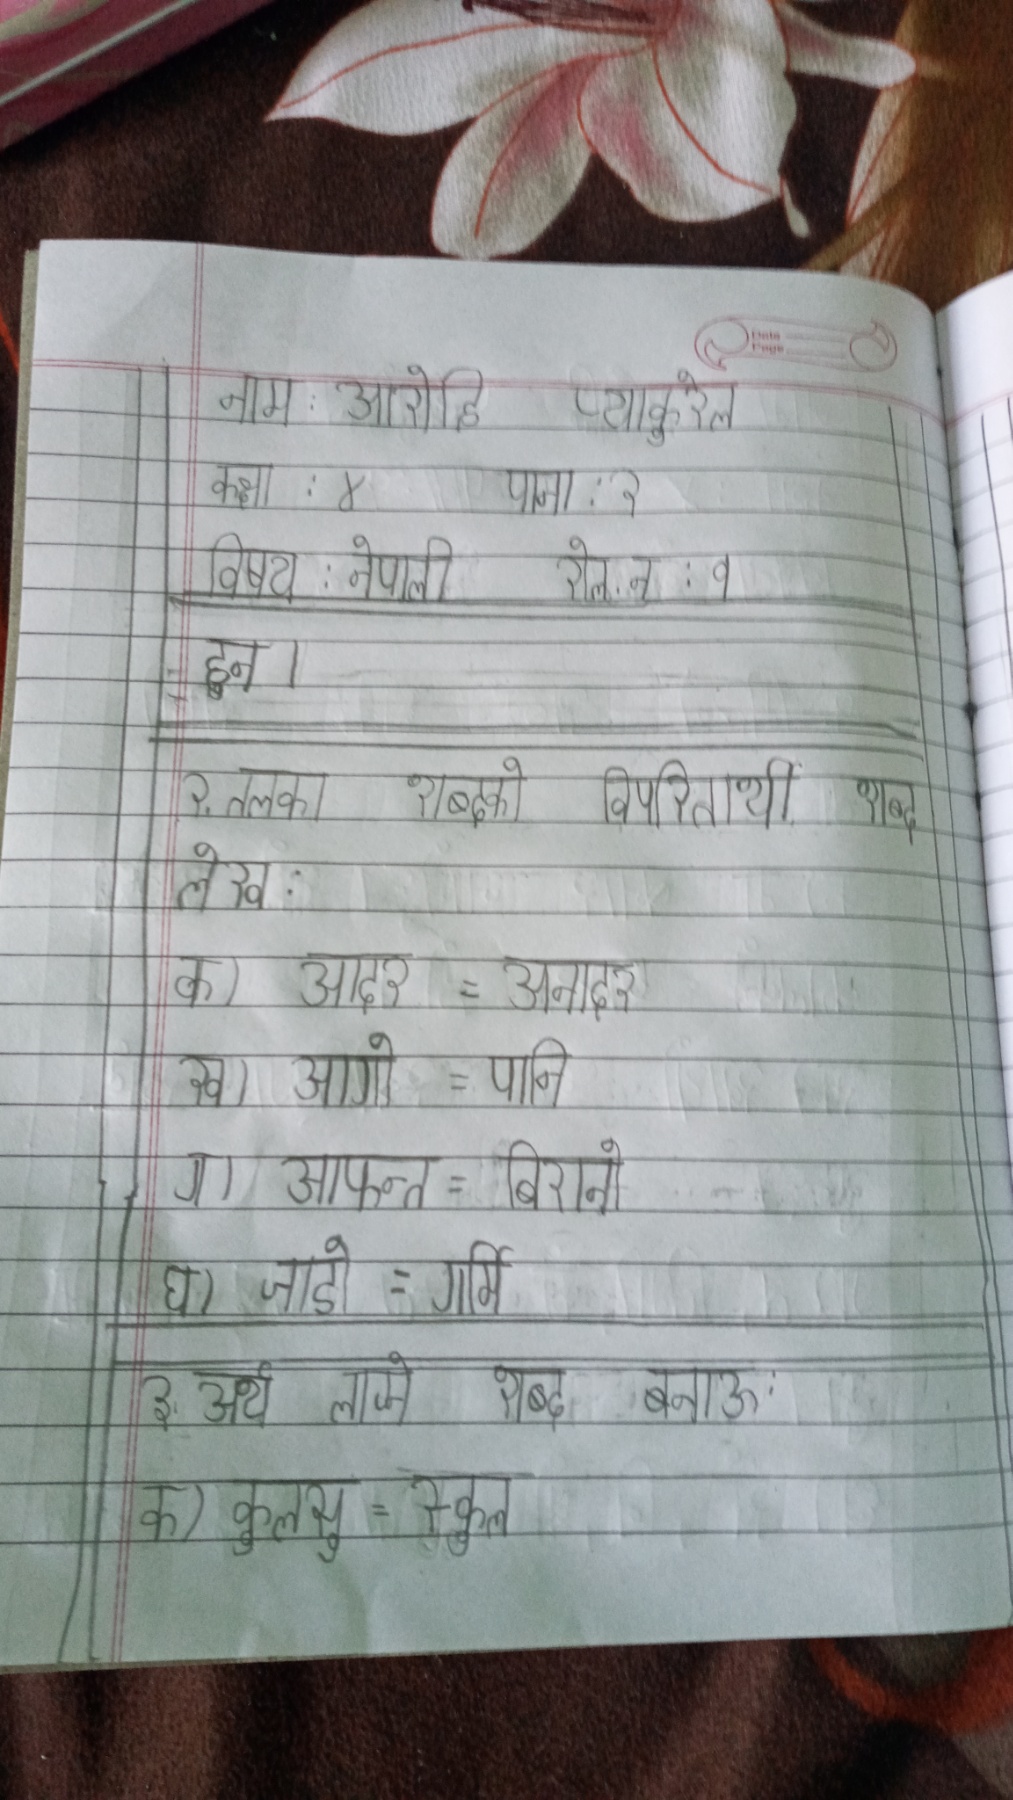 Date
Page
नाम : आरोहि प्याकुरेल
कक्षा : ४ पाना : २
विषय : नेपाली रोल.न : १
हुन ।
२. तलका शब्दको विपरितार्थी शब्द
लेख :
क) आदर = अनादर
ख) आगो = पानि
ग) आफन्त = बिरानो
घ) जाडो = गर्मि
३. अर्थ लाग्ने शब्द बनाऊ :
क) कुलसु = स्कुल